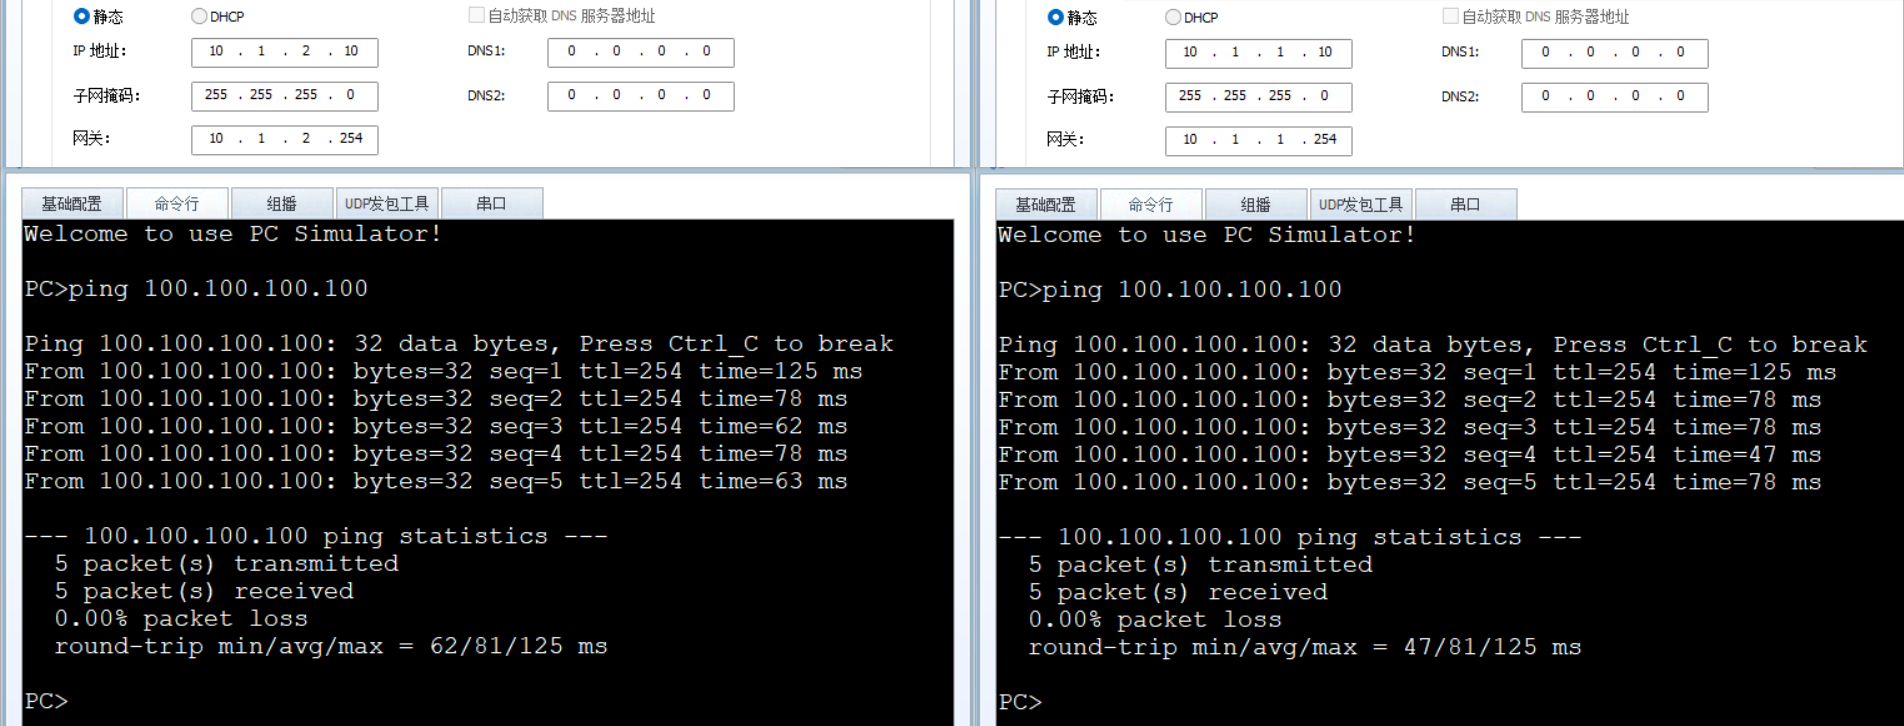 静态 DHCP 自动获取 DNS 服务器地址
IP 地址: 10 . 1 . 2 . 10 DNS1: 0 . 0 . 0 . 0
子网掩码: 255 . 255 . 255 . 0 DNS2: 0 . 0 . 0 . 0
网关: 10 . 1 . 2 . 254
基础配置 命令行 组播 UDP发包工具 串口
Welcome to use PC Simulator!
PC>ping 100.100.100.100
Ping 100.100.100.100: 32 data bytes, Press Ctrl_C to break
From 100.100.100.100: bytes=32 seq=1 ttl=254 time=125 ms
From 100.100.100.100: bytes=32 seq=2 ttl=254 time=78 ms
From 100.100.100.100: bytes=32 seq=3 ttl=254 time=62 ms
From 100.100.100.100: bytes=32 seq=4 ttl=254 time=78 ms
From 100.100.100.100: bytes=32 seq=5 ttl=254 time=63 ms
--- 100.100.100.100 ping statistics ---
5 packet(s) transmitted
5 packet(s) received
0.00% packet loss
round-trip min/avg/max = 62/81/125 ms
PC>
静态 DHCP 自动获取 DNS 服务器地址
IP 地址: 10 . 1 . 1 . 10 DNS1: 0 . 0 . 0 . 0
子网掩码: 255 . 255 . 255 . 0 DNS2: 0 . 0 . 0 . 0
网关: 10 . 1 . 1 . 254
基础配置 命令行 组播 UDP发包工具 串口
Welcome to use PC Simulator!
PC>ping 100.100.100.100
Ping 100.100.100.100: 32 data bytes, Press Ctrl_C to break
From 100.100.100.100: bytes=32 seq=1 ttl=254 time=125 ms
From 100.100.100.100: bytes=32 seq=2 ttl=254 time=78 ms
From 100.100.100.100: bytes=32 seq=3 ttl=254 time=78 ms
From 100.100.100.100: bytes=32 seq=4 ttl=254 time=47 ms
From 100.100.100.100: bytes=32 seq=5 ttl=254 time=78 ms
--- 100.100.100.100 ping statistics ---
5 packet(s) transmitted
5 packet(s) received
0.00% packet loss
round-trip min/avg/max = 47/81/125 ms
PC>